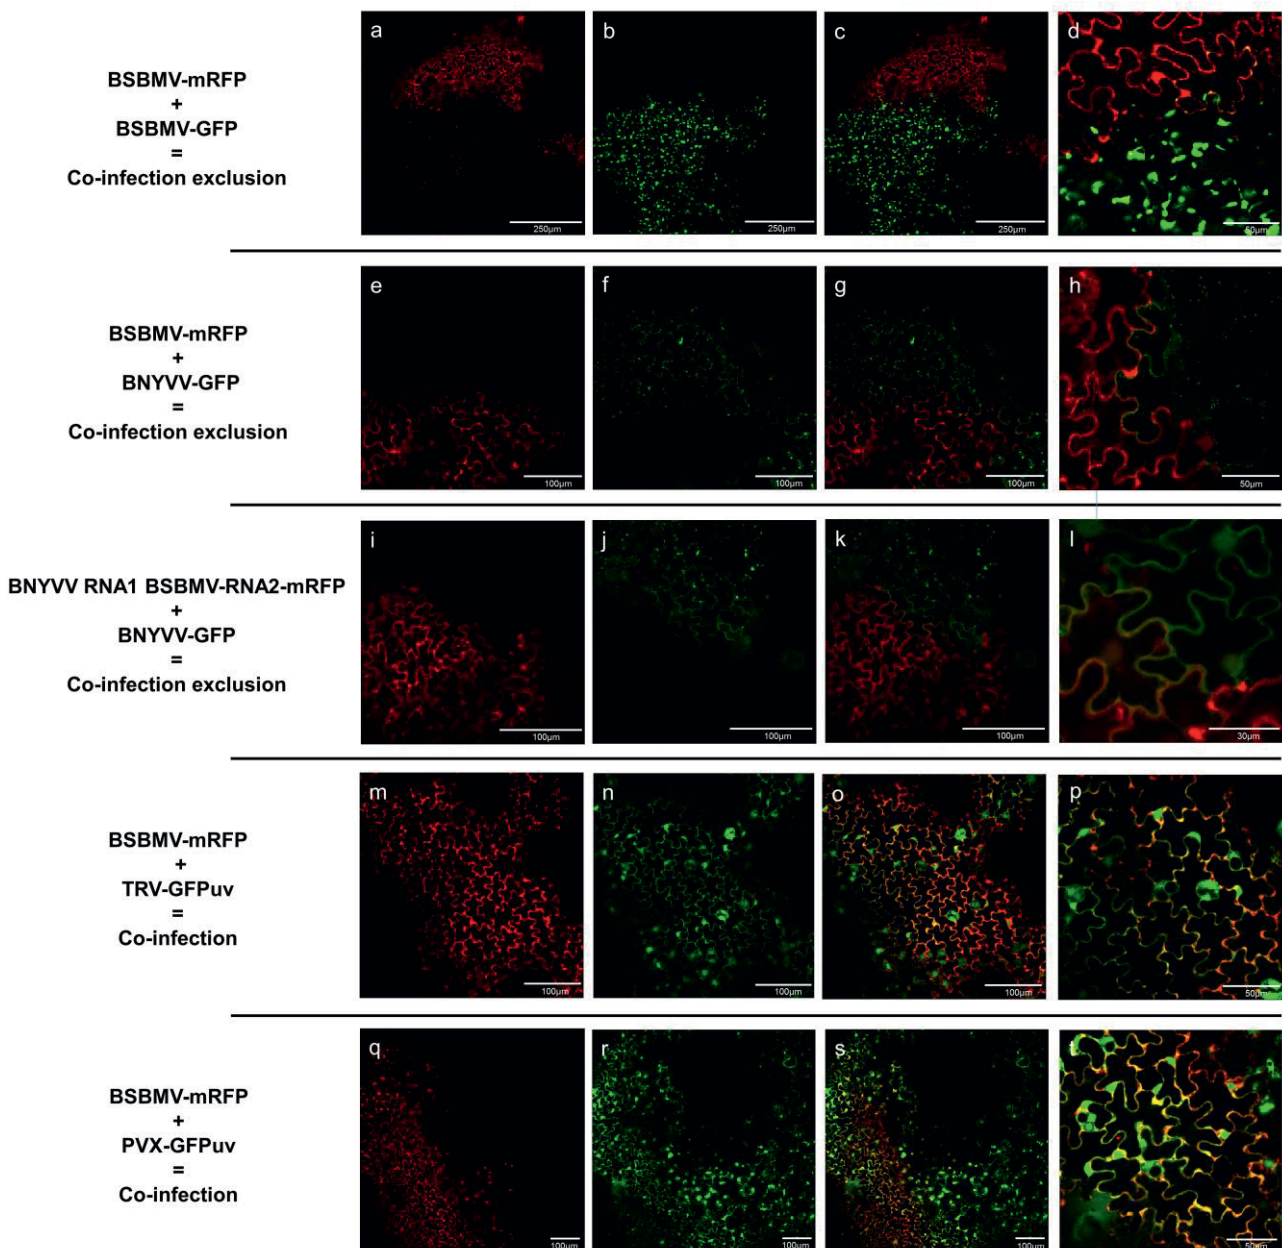 BSBMV-mRFP
+
BSBMV-GFP
=
Co-infection exclusion
a
b
c
d
250µm
250µm
250µm
50µm
BSBMV-mRFP
+
BNYVV-GFP
=
Co-infection exclusion
e
f
g
h
100µm
100µm
100µm
50µm
BNYVV RNA1 BSBMV-RNA2-mRFP
+
BNYVV-GFP
=
Co-infection exclusion
i
j
k
l
100µm
100µm
100µm
30µm
BSBMV-mRFP
+
TRV-GFPuv
=
Co-infection
m
n
o
p
100µm
100µm
100µm
50µm
BSBMV-mRFP
+
PVX-GFPuv
=
Co-infection
q
r
s
t
100µm
100µm
100µm
50µm